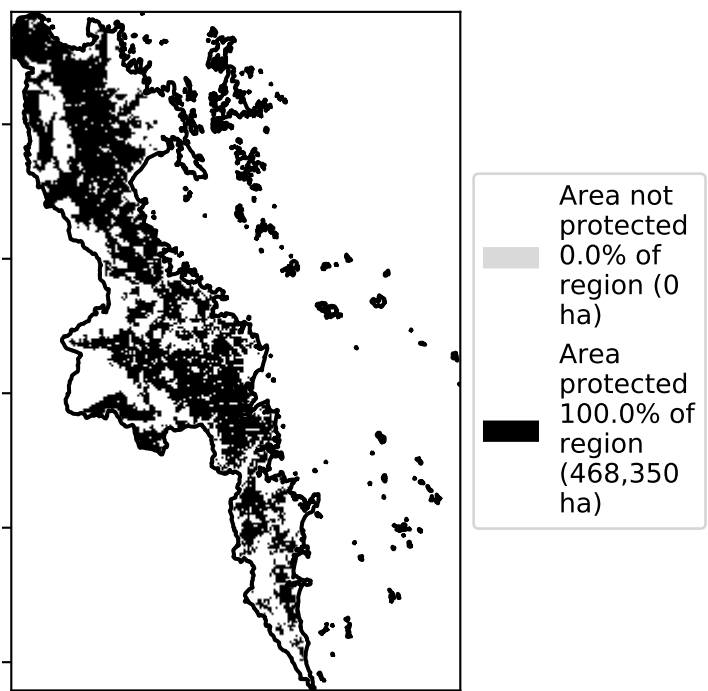 Area not
protected
0.0% of
region (0
ha)
Area
protected
100.0% of
region
(468,350
ha)